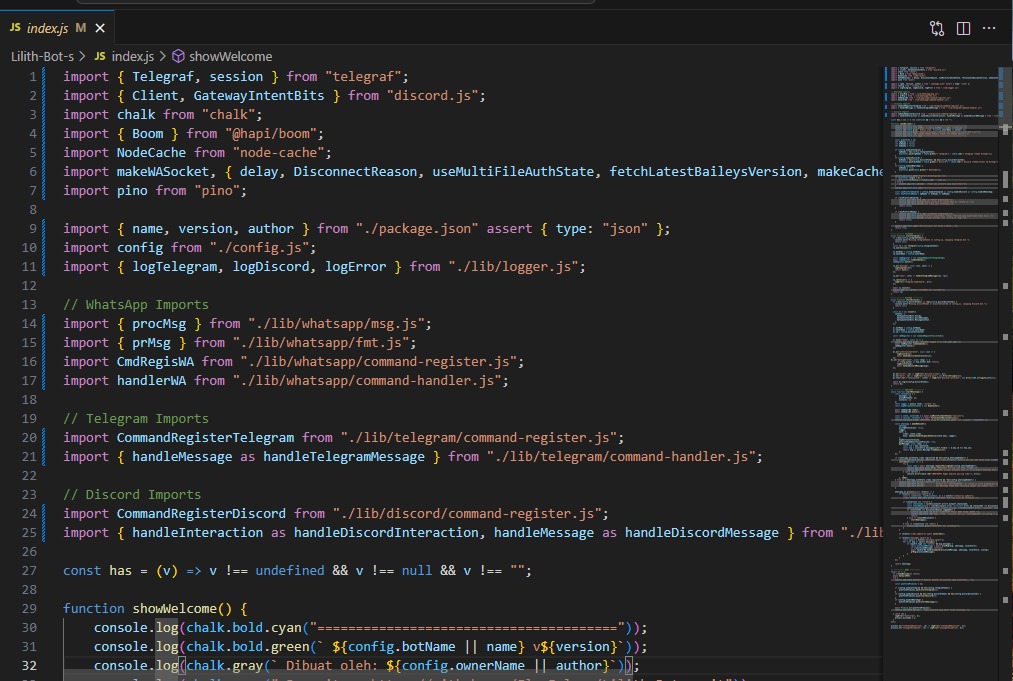 JS index.js M ×
Lilith-Bot-s > JS index.js > showWelcome
1 import { Telegraf, session } from "telegraf";
2 import { Client, GatewayIntentBits } from "discord.js";
3 import chalk from "chalk";
4 import { Boom } from "@hapi/boom";
5 import NodeCache from "node-cache";
6 import makeWASocket, { delay, DisconnectReason, useMultiFileAuthState, fetchLatestBaileysVersion, makeCache
7 import pino from "pino";
8
9 import { name, version, author } from "./package.json" assert { type: "json" };
10 import config from "./config.js";
11 import { logTelegram, logDiscord, logError } from "./lib/logger.js";
12
13 // WhatsApp Imports
14 import { procMsg } from "./lib/whatsapp/msg.js";
15 import { prMsg } from "./lib/whatsapp/fmt.js";
16 import CmdRegisWA from "./lib/whatsapp/command-register.js";
17 import handlerWA from "./lib/whatsapp/command-handler.js";
18
19 // Telegram Imports
20 import CommandRegisterTelegram from "./lib/telegram/command-register.js";
21 import { handleMessage as handleTelegramMessage } from "./lib/telegram/command-handler.js";
22
23 // Discord Imports
24 import CommandRegisterDiscord from "./lib/discord/command-register.js";
25 import { handleInteraction as handleDiscordInteraction, handleMessage as handleDiscordMessage } from "./lib
26
27 const has = (v) => v !== undefined && v !== null && v !== "";
28
29 function showWelcome() {
30 console.log(chalk.bold.cyan("======================================="));
31 console.log(chalk.bold.green(` ${config.botName || name} v${version}`));
32 console.log(chalk.gray(` Dibuat oleh: ${config.ownerName || author}`));